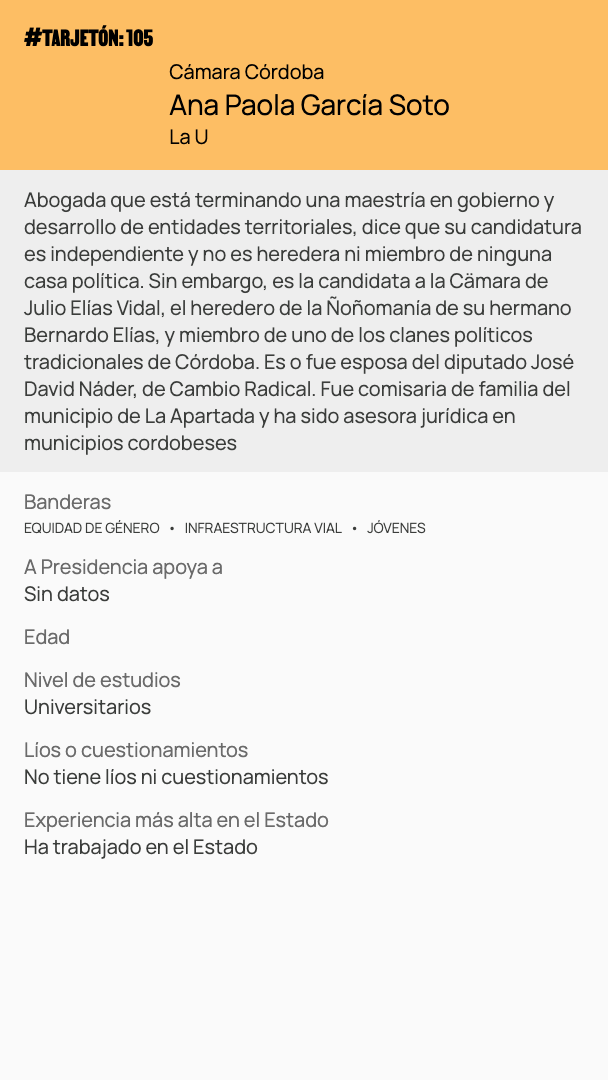 #TARJETÓN: 105
Cámara Córdoba
Ana Paola García Soto
La U
Abogada que está terminando una maestría en gobierno y
desarrollo de entidades territoriales, dice que su candidatura
es independiente y no es heredera ni miembro de ninguna
casa política. Sin embargo, es la candidata a la Cämara de
Julio Elías Vidal, el heredero de la Ñoñomanía de su hermano
Bernardo Elías, y miembro de uno de los clanes políticos
tradicionales de Córdoba. Es o fue esposa del diputado José
David Náder, de Cambio Radical. Fue comisaria de familia del
municipio de La Apartada y ha sido asesora jurídica en
municipios cordobeses
Banderas
EQUIDAD DE GÉNERO • INFRAESTRUCTURA VIAL • JÓVENES
A Presidencia apoya a
Sin datos
Edad
Nivel de estudios
Universitarios
Líos o cuestionamientos
No tiene líos ni cuestionamientos
Experiencia más alta en el Estado
Ha trabajado en el Estado